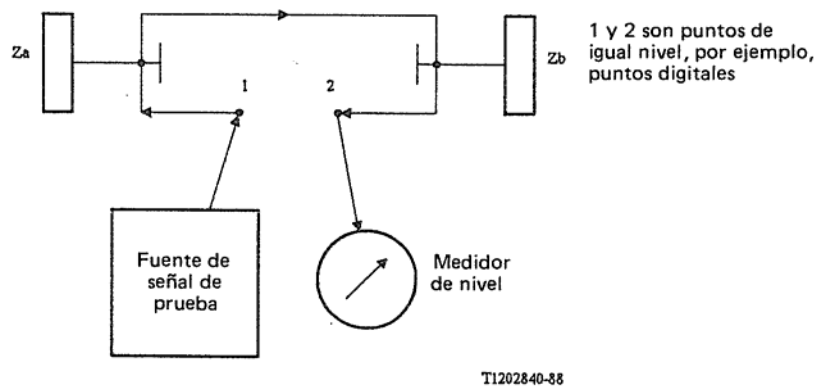 Za
1
2
Zb
1 y 2 son puntos de
igual nivel, por ejemplo,
puntos digitales
Fuente de
señal de
prueba
Medidor
de nivel
T1202840-88